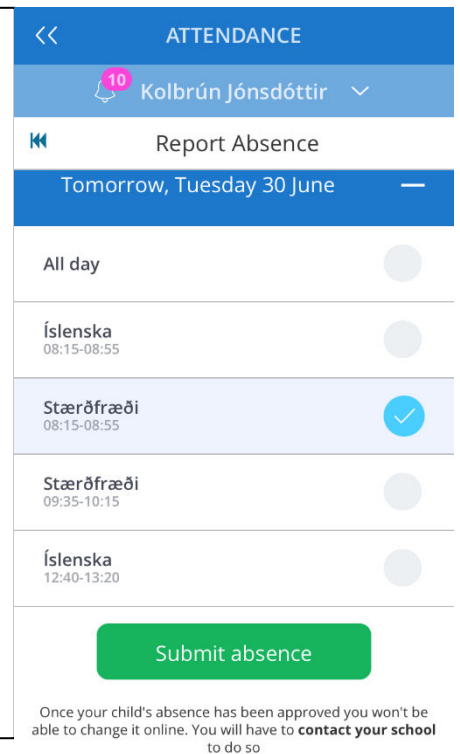 ATTENDANCE
10
Kolbrún Jónsdóttir
Report Absence
Tomorrow, Tuesday 30 June
All day
Íslenska
08:15-08:55
Stærðfræði
08:15-08:55
Stærðfræði
09:35-10:15
Íslenska
12:40-13:20
Submit absence
Once your child's absence has been approved you won't be
able to change it online. You will have to contact your school
to do so